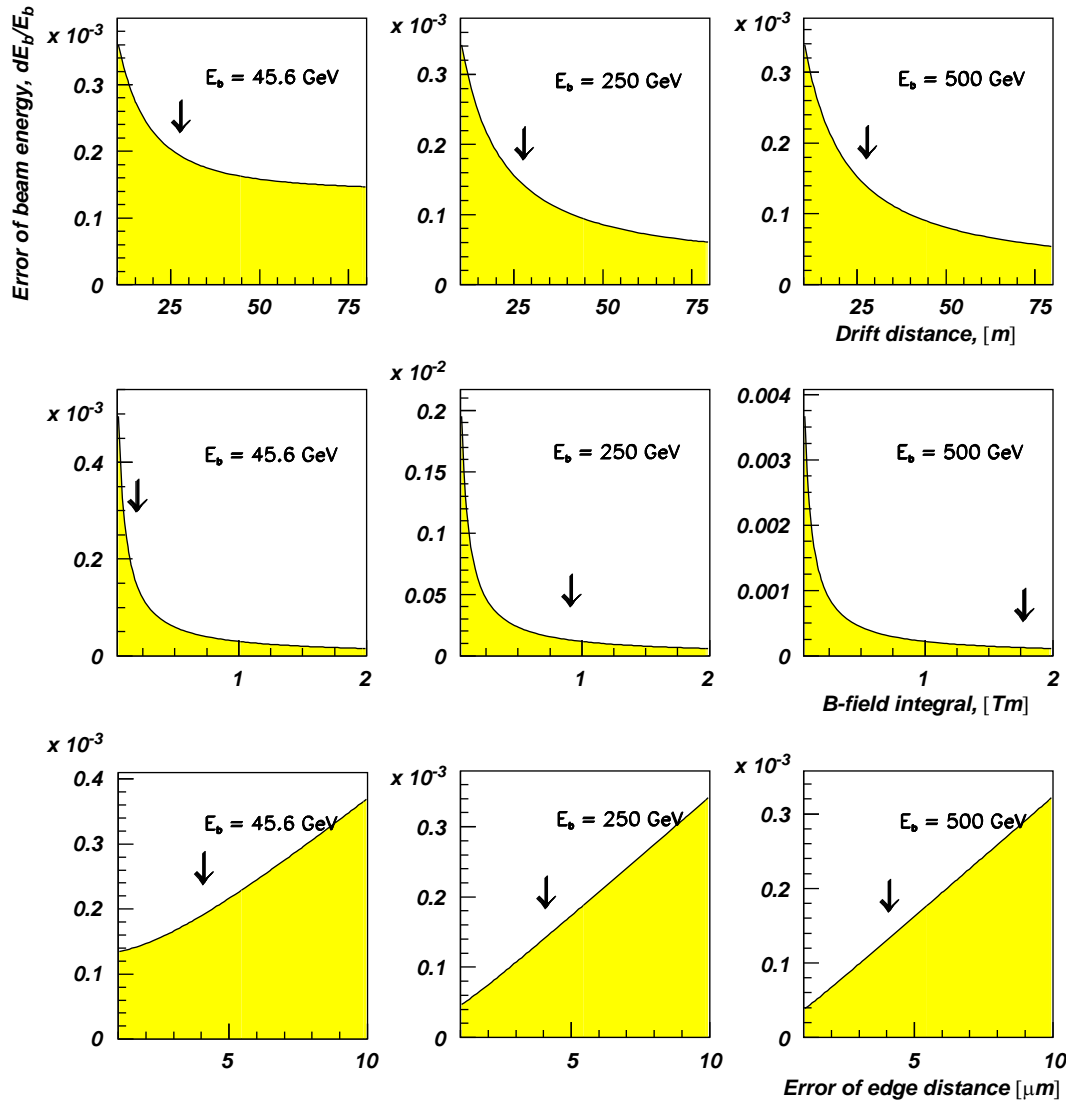 Error of beam energy, dE_b/E_b
x 10^-3
x 10^-3
x 10^-3
E_b = 45.6 GeV
E_b = 250 GeV
E_b = 500 GeV
0.3
0.2
0.1
0
0.3
0.2
0.1
0
0.3
0.2
0.1
0
25 50 75
25 50 75
25 50 75
Drift distance, [m]
x 10^-3
x 10^-2
E_b = 45.6 GeV
E_b = 250 GeV
E_b = 500 GeV
0.4
0.2
0
0.2
0.15
0.1
0.05
0
0.004
0.003
0.002
0.001
0
1 2
1 2
1 2
B-field integral, [Tm]
x 10^-3
x 10^-3
x 10^-3
E_b = 45.6 GeV
E_b = 250 GeV
E_b = 500 GeV
0.4
0.3
0.2
0.1
0
0.3
0.2
0.1
0
0.3
0.2
0.1
0
5 10
5 10
5 10
Error of edge distance [μm]